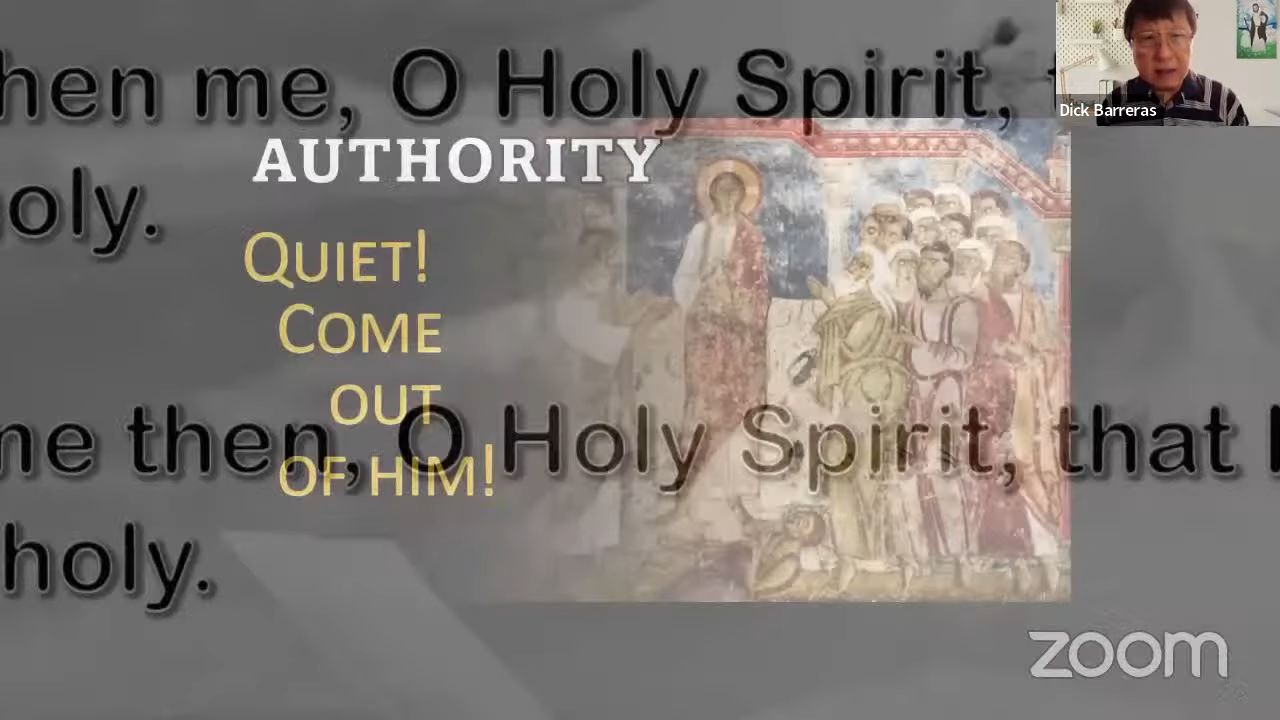 hen me, O Holy Spirit,
Dick Barreras
AUTHORITY
oly.
QUIET!
COME
OUT
OF HIM!
me then, O Holy Spirit, that
holy.
zoom